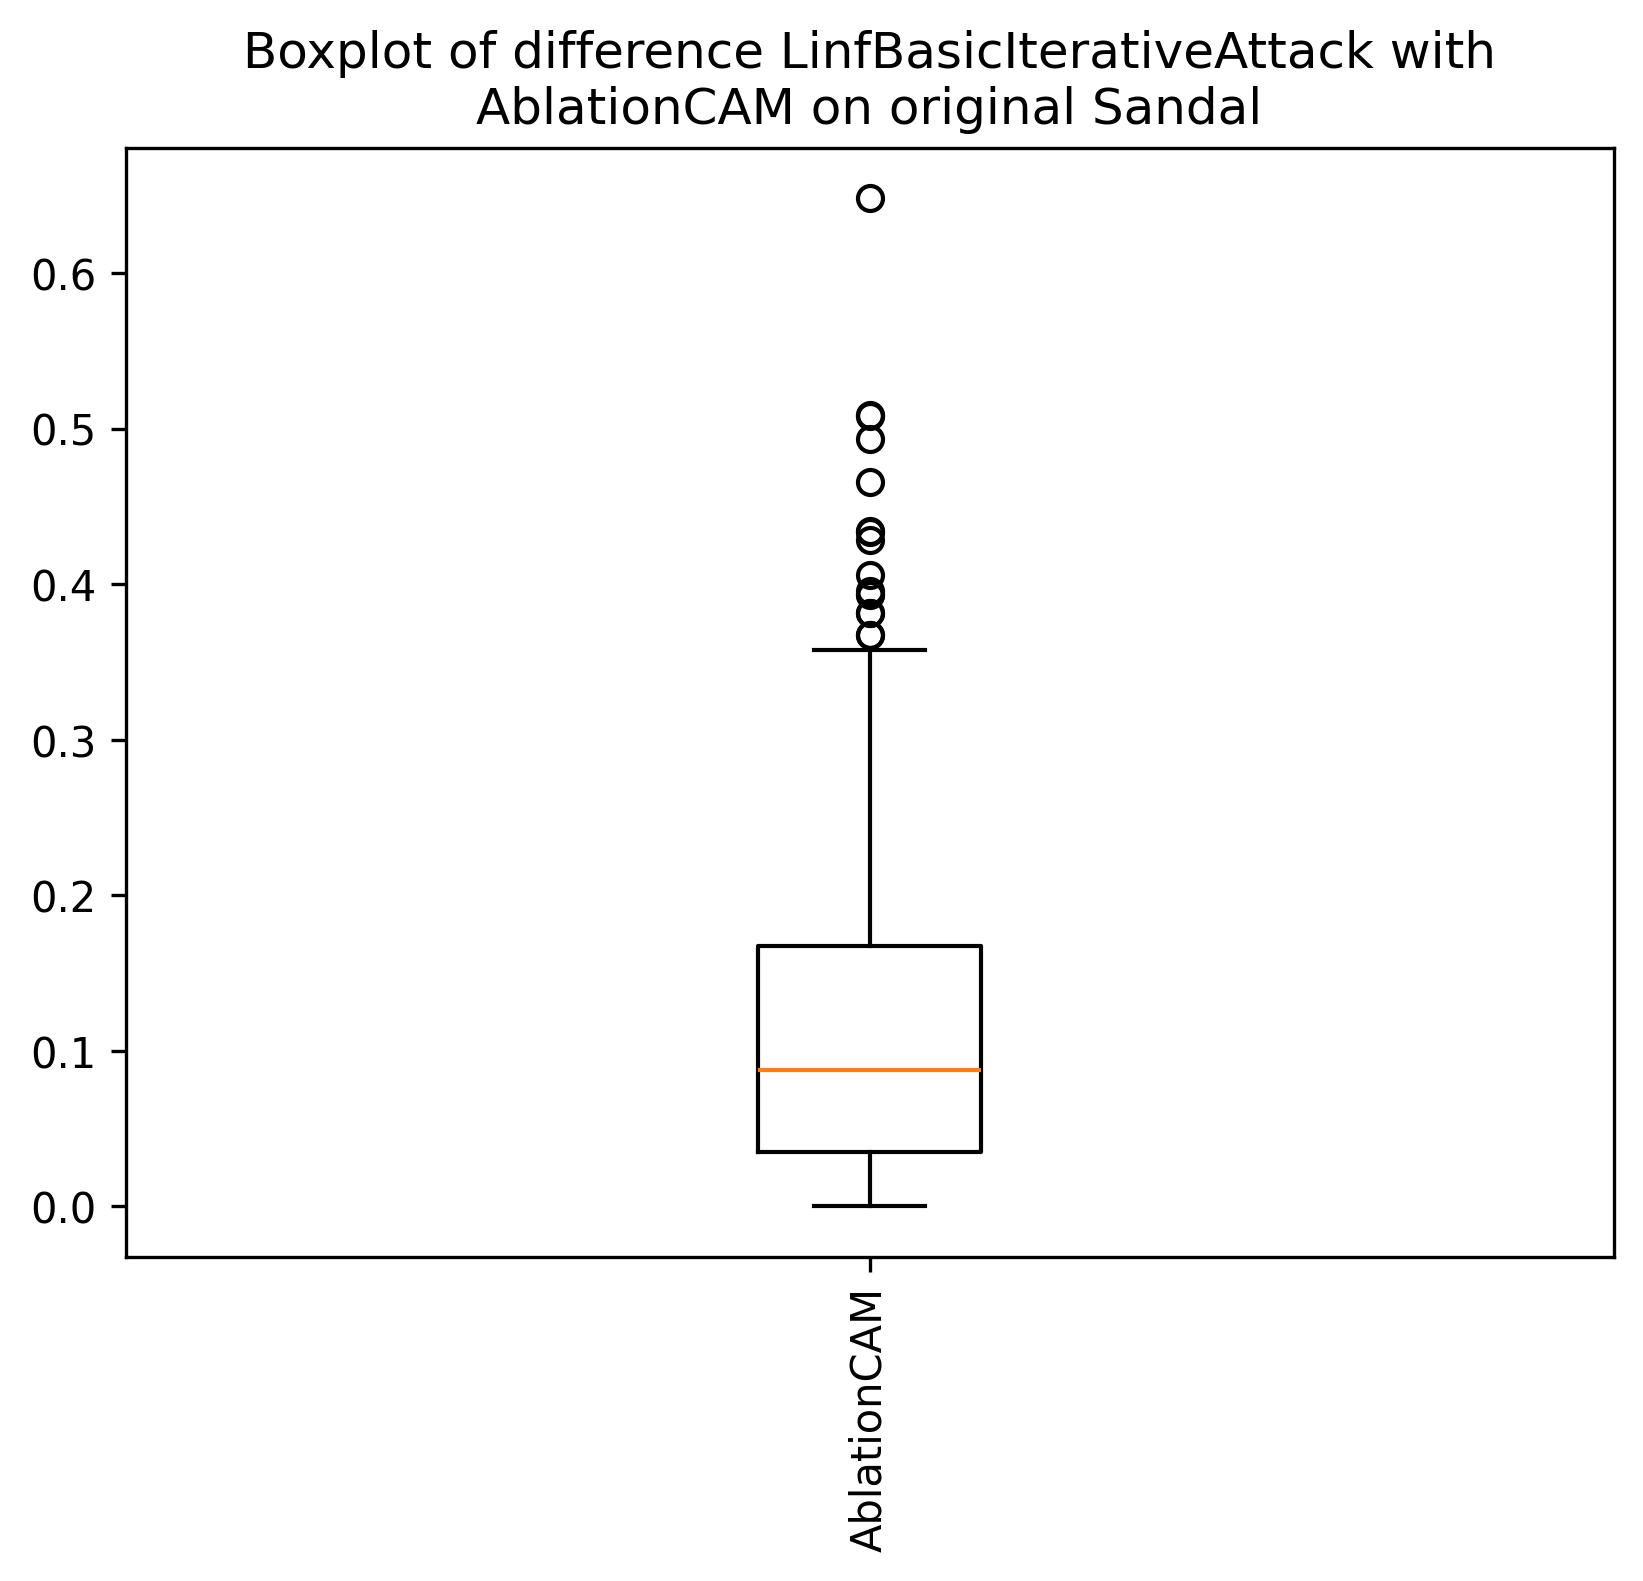 Boxplot of difference LinfBasicIterativeAttack with
AblationCAM on original Sandal
0.6
0.5
0.4
0.3
0.2
0.1
0.0
AblationCAM